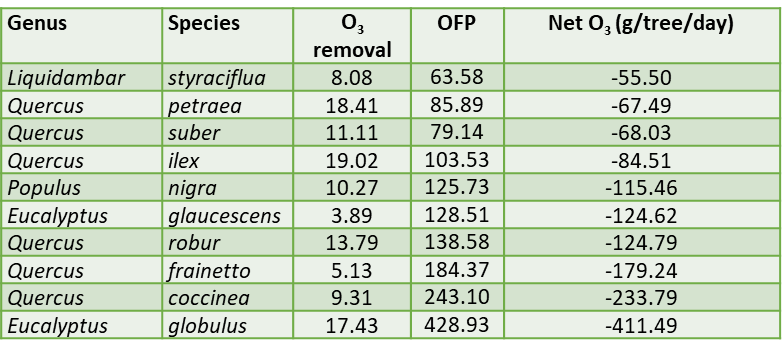 Genus Species O₃ removal OFP Net O₃ (g/tree/day)
Liquidambar styraciflua 8.08 63.58 -55.50
Quercus petraea 18.41 85.89 -67.49
Quercus suber 11.11 79.14 -68.03
Quercus ilex 19.02 103.53 -84.51
Populus nigra 10.27 125.73 -115.46
Eucalyptus glaucescens 3.89 128.51 -124.62
Quercus robur 13.79 138.58 -124.79
Quercus frainetto 5.13 184.37 -179.24
Quercus coccinea 9.31 243.10 -233.79
Eucalyptus globulus 17.43 428.93 -411.49